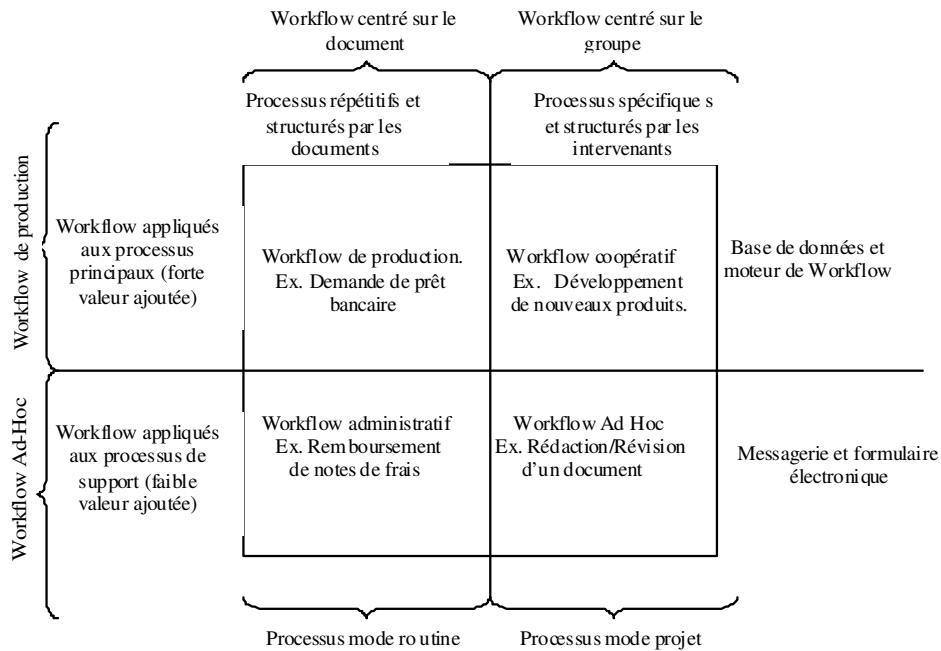 Workflow centré sur le
document
Workflow centré sur le
groupe
Processus répétitifs et
structurés par les
documents
Processus spécifiques
et structurés par les
intervenants
Workflow de production
Workflow appliqués
aux processus
principaux (forte
valeur ajoutée)
Workflow de production.
Ex. Demande de prêt
bancaire
Workflow coopératif
Ex. Développement
de nouveaux produits.
Base de données et
moteur de Workflow
Workflow Ad-Hoc
Workflow appliqués
aux processus de
support (faible
valeur ajoutée)
Workflow administratif
Ex. Remboursement
de notes de frais
Workflow Ad Hoc
Ex. Rédaction/Révision
d'un document
Messagerie et formulaire
électronique
Processus mode routine
Processus mode projet